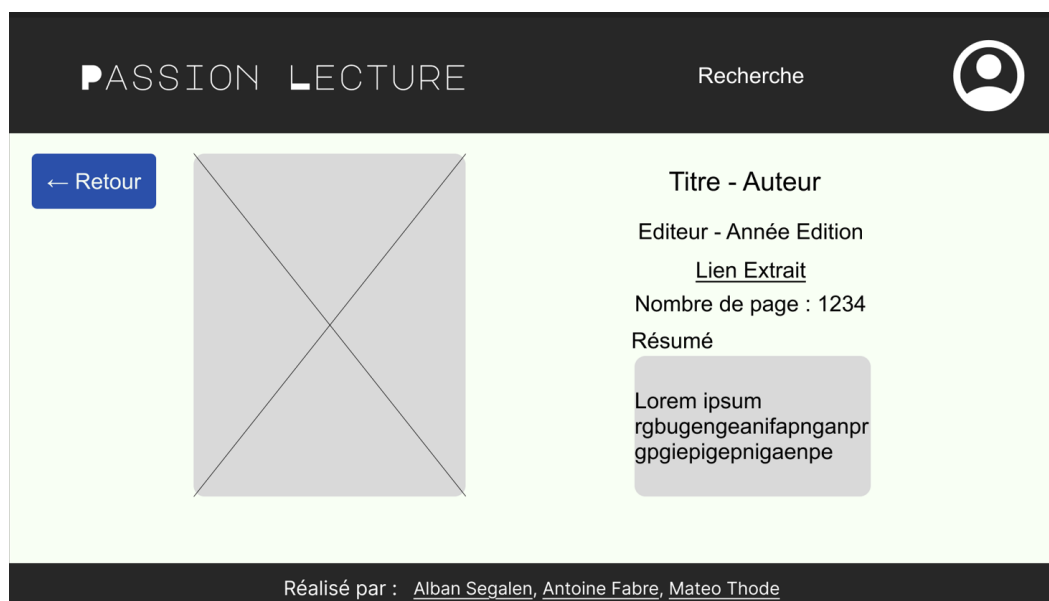 PASSION LECTURE
Recherche
← Retour
Titre - Auteur
Editeur - Année Edition
Lien Extrait
Nombre de page : 1234
Résumé
Lorem ipsum
rgbugengeanifapnganpr
gpgiepigepnigaenpe
Réalisé par : Alban Segalen, Antoine Fabre, Mateo Thode